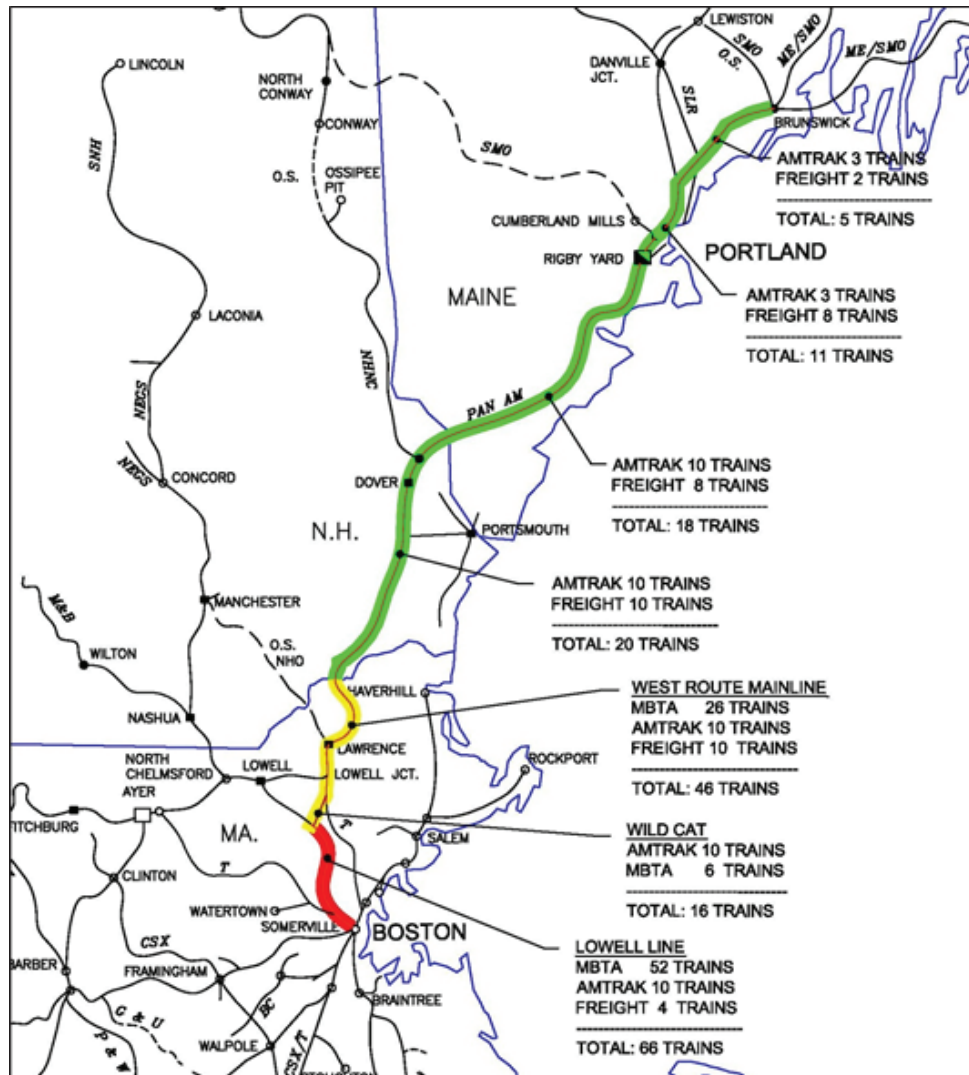 LEWISTON
LINCOLN
SMO
O.S.
ME/SMO
ME/SMO
NORTH
CONWAY
DANVILLE
JCT.
SLR
CONWAY
BRUNSWICK
HNS
SMO
AMTRAK 3 TRAINS
FREIGHT 2 TRAINS
TOTAL: 5 TRAINS
O.S.
OSSIPEE
PIT
CUMBERLAND MILLS
RIGBY YARD
PORTLAND
MAINE
AMTRAK 3 TRAINS
FREIGHT 8 TRAINS
TOTAL: 11 TRAINS
LACONIA
NHNC
NEGS
PAN AM
NEGS
CONCORD
DOVER
AMTRAK 10 TRAINS
FREIGHT 8 TRAINS
TOTAL: 18 TRAINS
N.H.
PORTSMOUTH
AMTRAK 10 TRAINS
FREIGHT 10 TRAINS
TOTAL: 20 TRAINS
M&B
MANCHESTER
O.S.
NHO
WILTON
HAVERHILL
WEST ROUTE MAINLINE
MBTA 26 TRAINS
AMTRAK 10 TRAINS
FREIGHT 10 TRAINS
TOTAL: 46 TRAINS
NASHUA
LAWRENCE
ROCKPORT
NORTH
CHELMSFORD
LOWELL
LOWELL JCT.
AYER
ITCHBURG
MA.
T
SALEM
WILD CAT
AMTRAK 10 TRAINS
MBTA 6 TRAINS
TOTAL: 16 TRAINS
CLINTON
T
WATERTOWN
SOMERVILLE
BOSTON
LOWELL LINE
MBTA 52 TRAINS
AMTRAK 10 TRAINS
FREIGHT 4 TRAINS
TOTAL: 66 TRAINS
CSX
BARBER
FRAMINGHAM
BC
BRAINTREE
G & U
P & W
WALPOLE
CSX/T